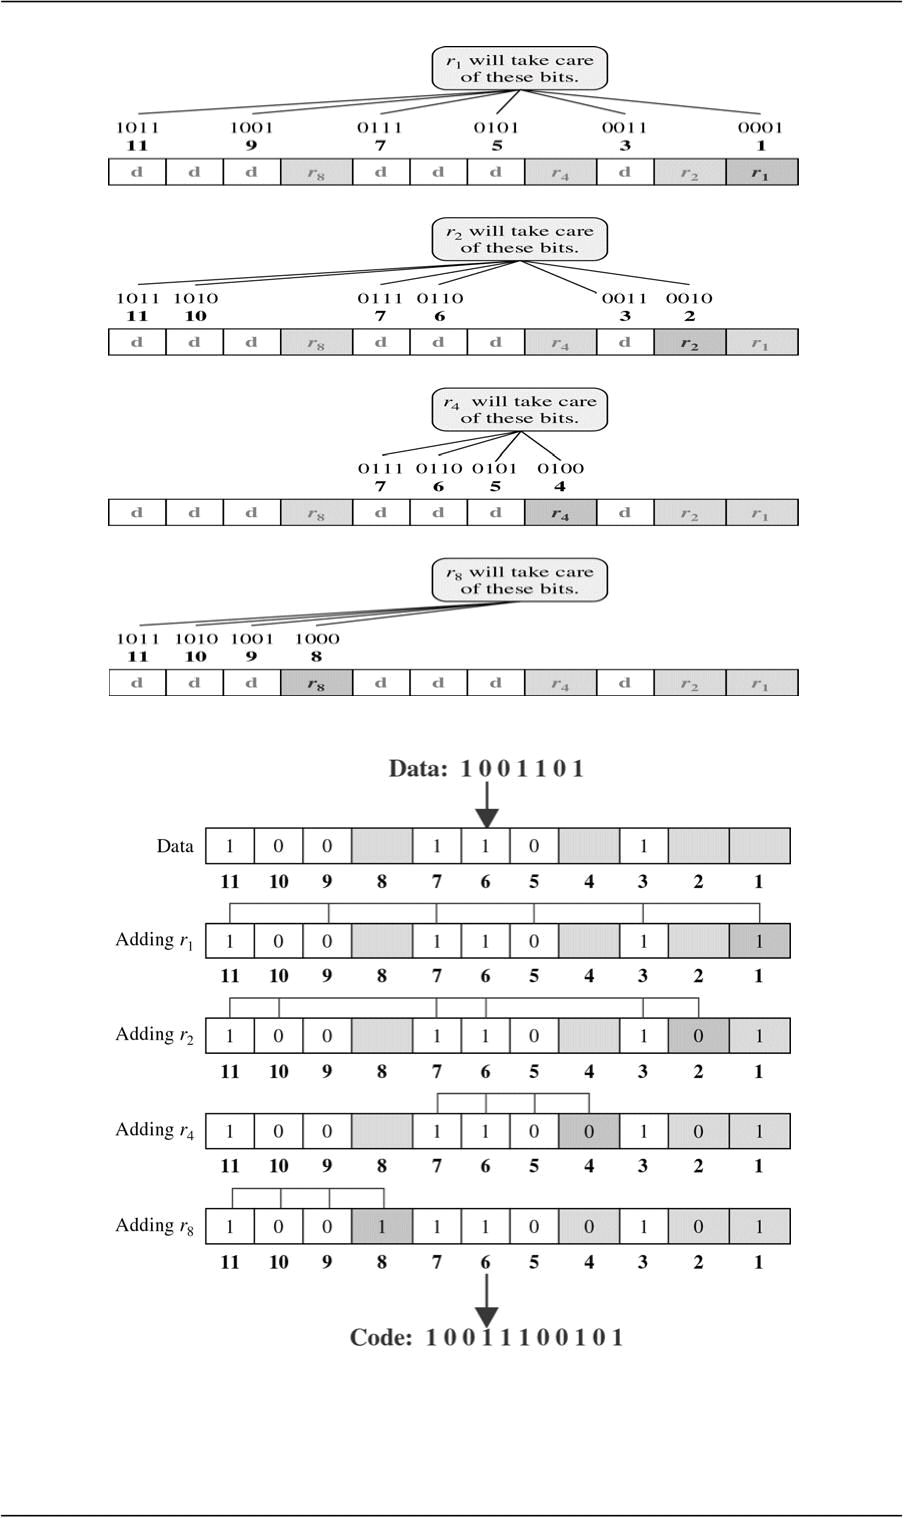 r₁ will take care
of these bits.
1011 1001 0111 0101 0011 0001
11 9 7 5 3 1
d d d r₈ d d d r₄ d r₂ r₁
r₂ will take care
of these bits.
1011 1010 0111 0110 0011 0010
11 10 7 6 3 2
d d d r₈ d d d r₄ d r₂ r₁
r₄ will take care
of these bits.
0111 0110 0101 0100
7 6 5 4
d d d r₈ d d d r₄ d r₂ r₁
r₈ will take care
of these bits.
1011 1010 1001 1000
11 10 9 8
d d d r₈ d d d r₄ d r₂ r₁
Data: 1 0 0 1 1 0 1
Data 1 0 0 1 1 0 1
11 10 9 8 7 6 5 4 3 2 1
Adding r₁ 1 0 0 1 1 0 1 1
11 10 9 8 7 6 5 4 3 2 1
Adding r₂ 1 0 0 1 1 0 1 0 1
11 10 9 8 7 6 5 4 3 2 1
Adding r₄ 1 0 0 1 1 0 0 1 0 1
11 10 9 8 7 6 5 4 3 2 1
Adding r₈ 1 0 0 1 1 1 0 0 1 0 1
11 10 9 8 7 6 5 4 3 2 1
Code: 1 0 0 1 1 1 0 0 1 0 1